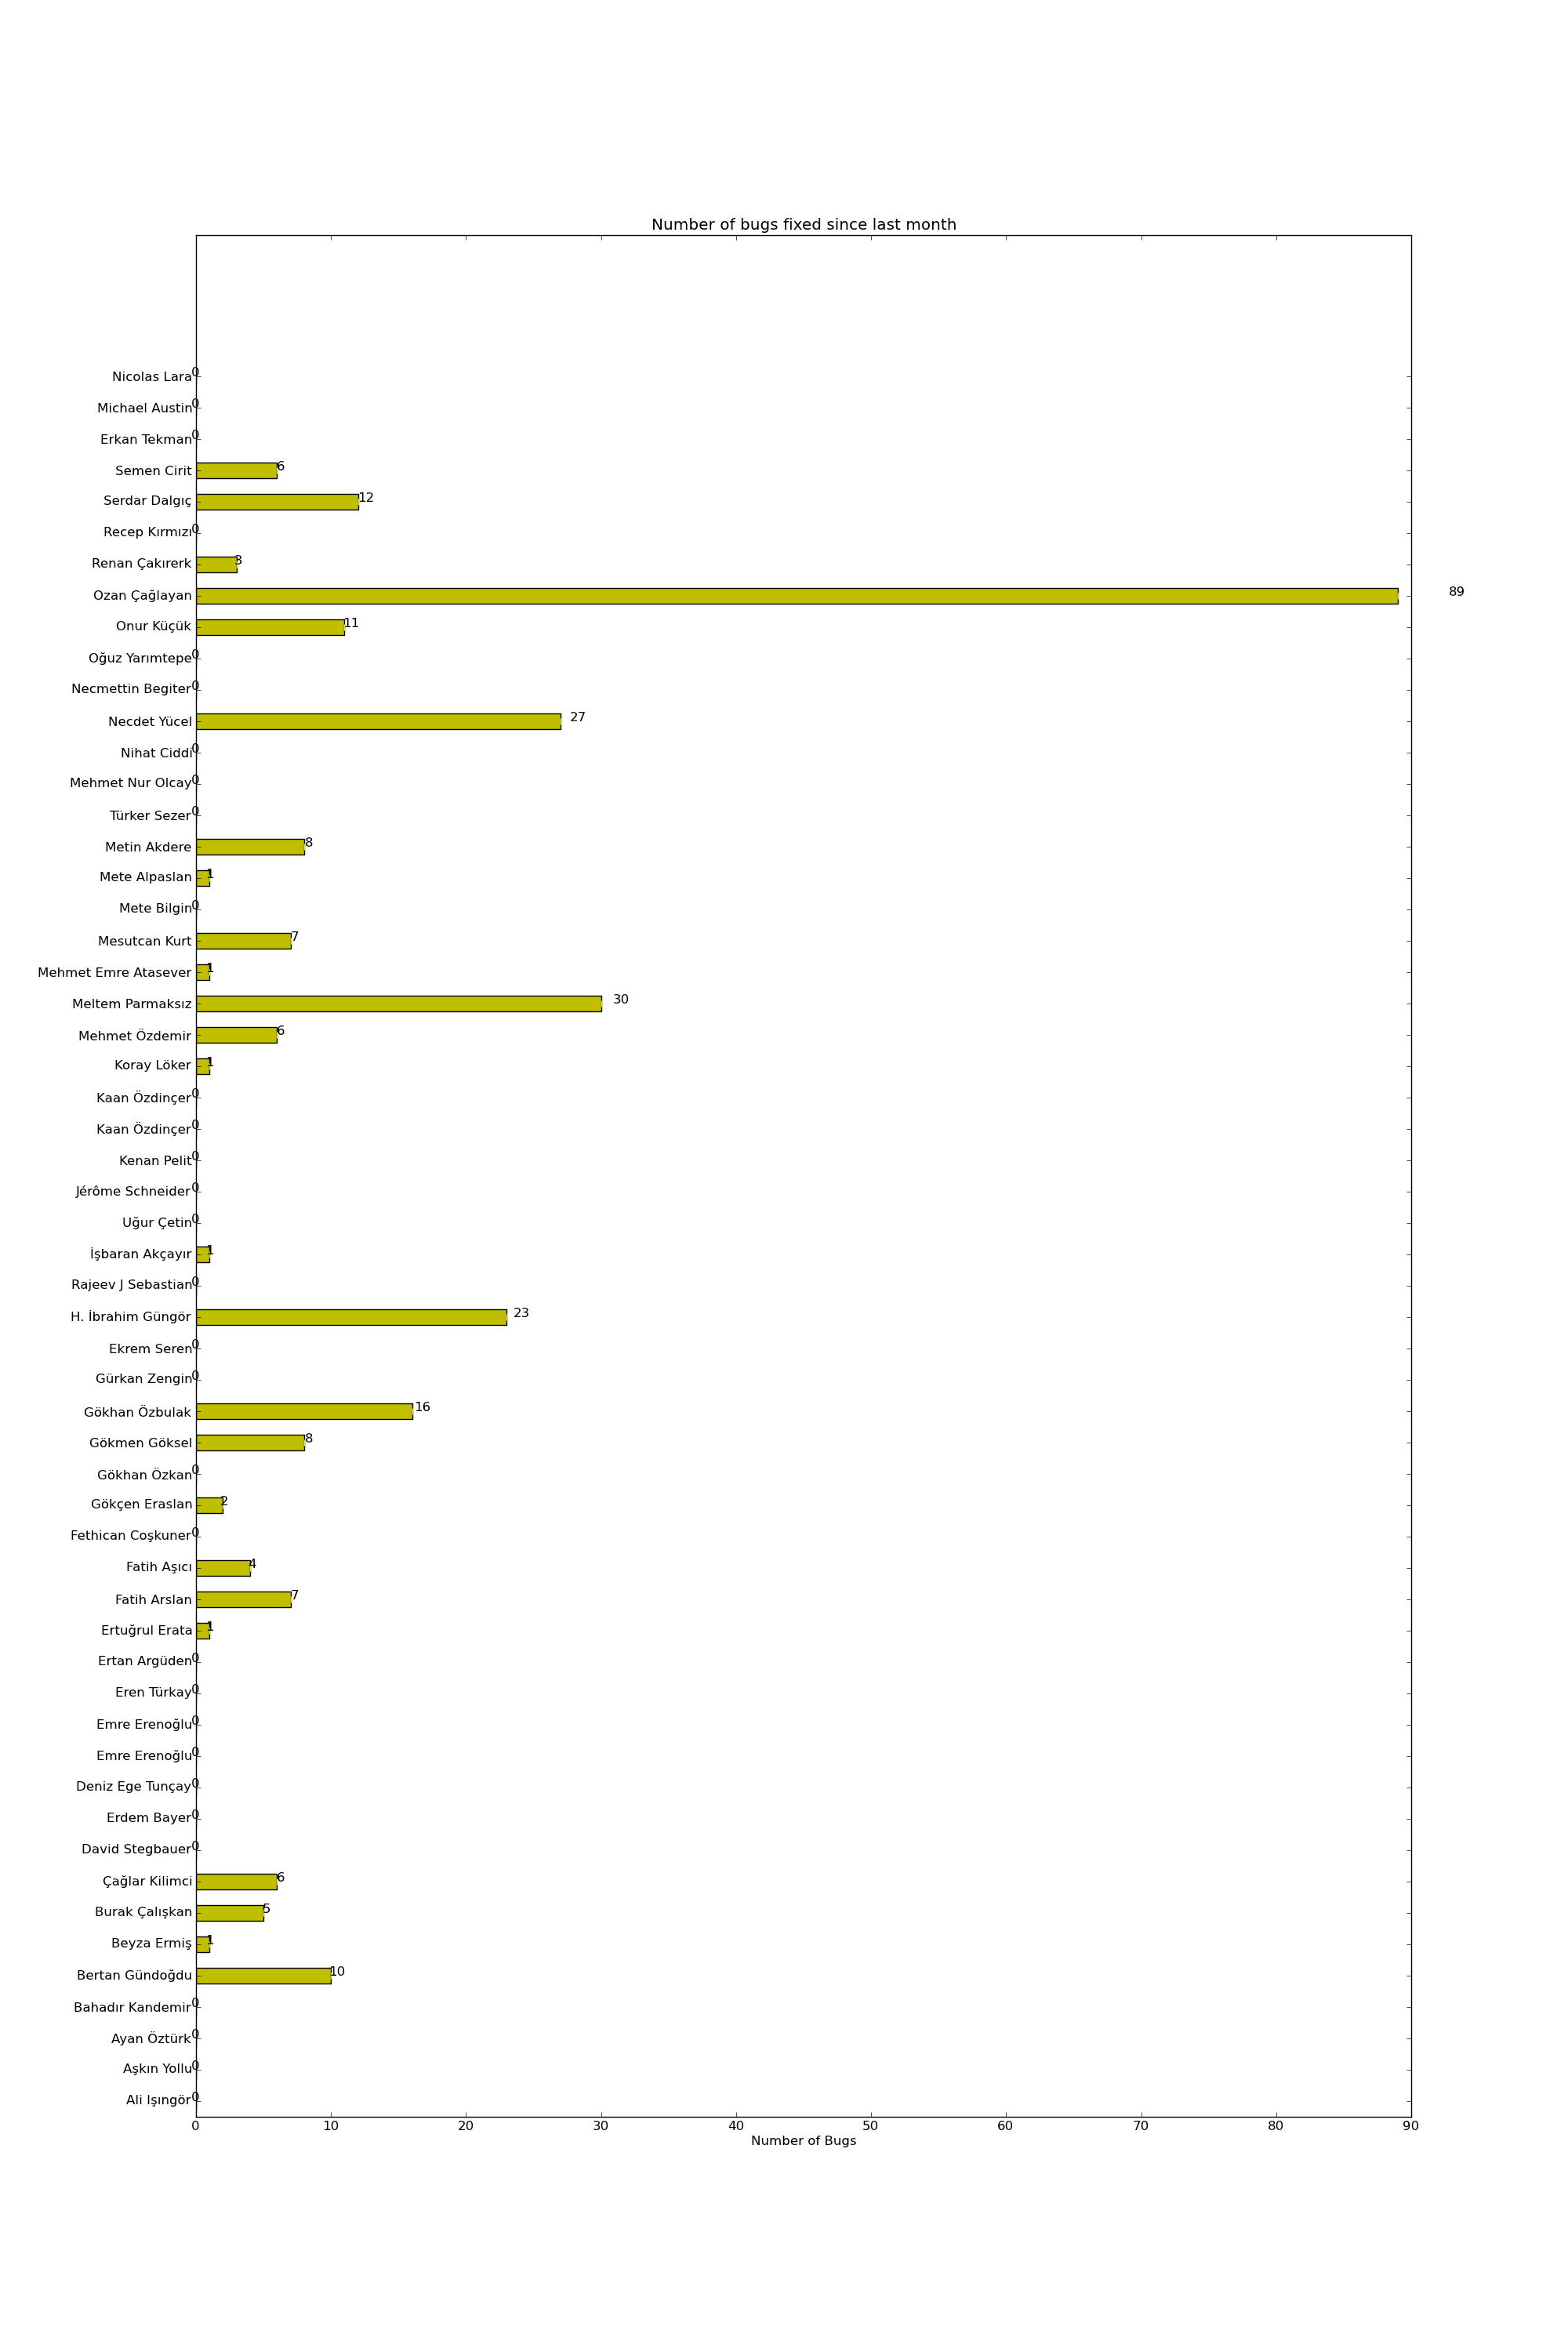 Number of bugs fixed since last month
Nicolas Lara 0
Michael Austin 0
Erkan Tekman 0
Semen Cirit 6
Serdar Dalgıç 12
Recep Kırmızı 0
Renan Çakırerk 3
Ozan Çağlayan 89
Onur Küçük 11
Oğuz Yarımtepe 0
Necmettin Begiter 0
Necdet Yücel 27
Nihat Ciddi 0
Mehmet Nur Olcay 0
Türker Sezer 0
Metin Akdere 8
Mete Alpaslan 1
Mete Bilgin 0
Mesutcan Kurt 7
Mehmet Emre Atasever 1
Meltem Parmaksız 30
Mehmet Özdemir 6
Koray Löker 1
Kaan Özdinçer 0
Kaan Özdinçer 0
Kenan Pelit 0
Jérôme Schneider 0
Uğur Çetin 0
İşbaran Akçayır 1
Rajeev J Sebastian 0
H. İbrahim Güngör 23
Ekrem Seren 0
Gürkan Zengin 0
Gökhan Özbulak 16
Gökmen Göksel 8
Gökhan Özkan 0
Gökçen Eraslan 2
Fethican Coşkuner 0
Fatih Aşıcı 4
Fatih Arslan 7
Ertuğrul Erata 1
Ertan Argüden 0
Eren Türkay 0
Emre Erenoğlu 0
Emre Erenoğlu 0
Deniz Ege Tunçay 0
Erdem Bayer 0
David Stegbauer 0
Çağlar Kilimci 6
Burak Çalışkan 5
Beyza Ermiş 1
Bertan Gündoğdu 10
Bahadır Kandemir 0
Ayan Öztürk 0
Aşkın Yollu 0
Ali Işıngör 0
0 10 20 30 40 50 60 70 80 90
Number of Bugs